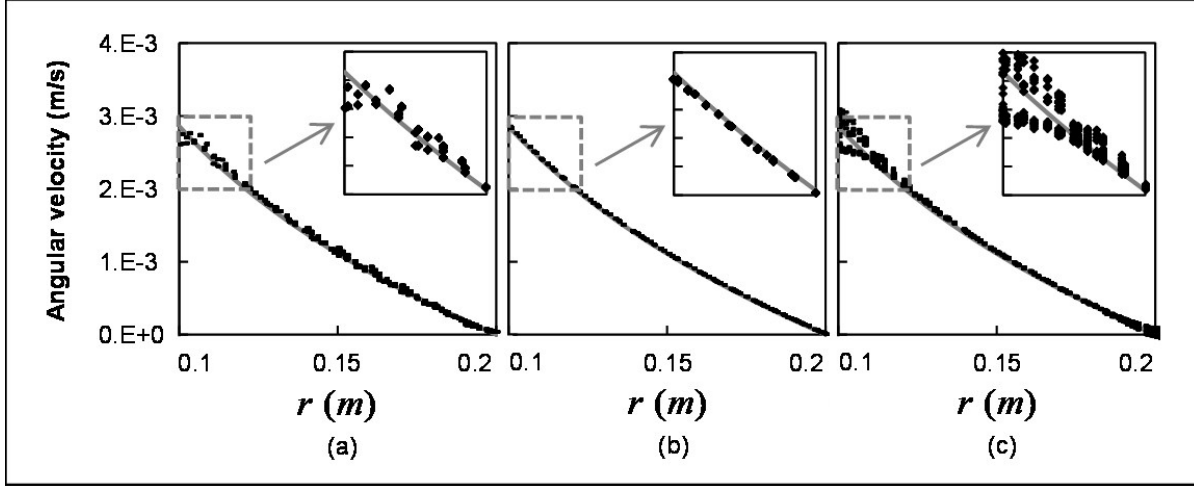 Angular velocity (m/s)
4.E-3
3.E-3
2.E-3
1.E-3
0.E+0
0.1 0.15 0.2
0.1 0.15 0.2
0.1 0.15 0.2
r (m)
r (m)
r (m)
(a)
(b)
(c)